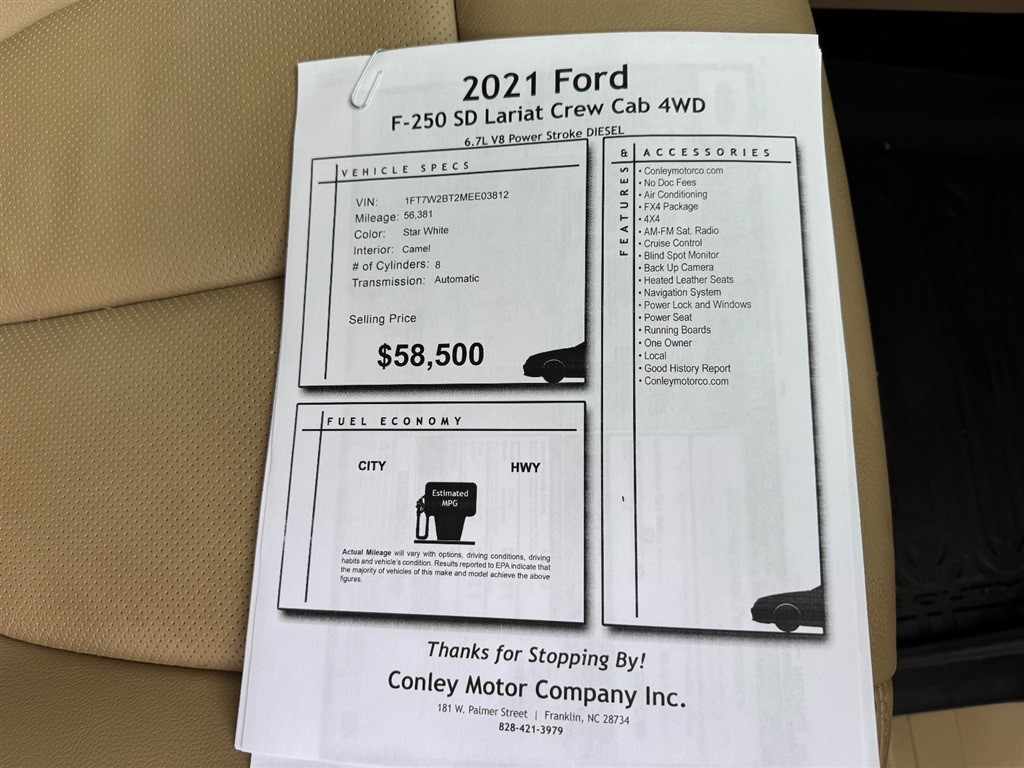 2021 Ford
F-250 SD Lariat Crew Cab 4WD
6.7L V8 Power Stroke DIESEL
VEHICLE SPECS
VIN: 1FT7W2BT2MEE03812
Mileage: 56,381
Color: Star White
Interior: Camel
# of Cylinders: 8
Transmission: Automatic
Selling Price
$58,500
FUEL ECONOMY
CITY
HWY
Estimated
MPG
Actual Mileage will vary with options, driving conditions, driving
habits and vehicle's condition. Results reported to EPA indicate that
the majority of vehicles of this make and model achieve the above
figures.
FEATURES & ACCESSORIES
• Conleymotorco.com
• No Doc Fees
• Air Conditioning
• FX4 Package
• 4X4
• AM-FM Sat. Radio
• Cruise Control
• Blind Spot Monitor
• Back Up Camera
• Heated Leather Seats
• Navigation System
• Power Lock and Windows
• Power Seat
• Running Boards
• One Owner
• Local
• Good History Report
• Conleymotorco.com
Thanks for Stopping By!
Conley Motor Company Inc.
181 W. Palmer Street | Franklin, NC 28734
828-421-3979